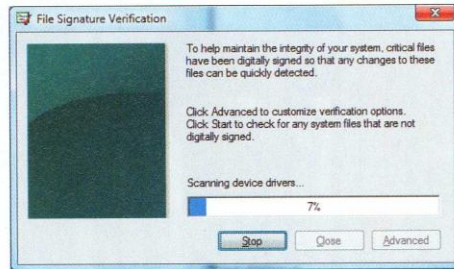 File Signature Verification
To help maintain the integrity of your system, critical files
have been digitally signed so that any changes to these
files can be quickly detected.
Click Advanced to customize verification options.
Click Start to check for any system files that are not
digitally signed.
Scanning device drivers...
7%
Stop Close Advanced